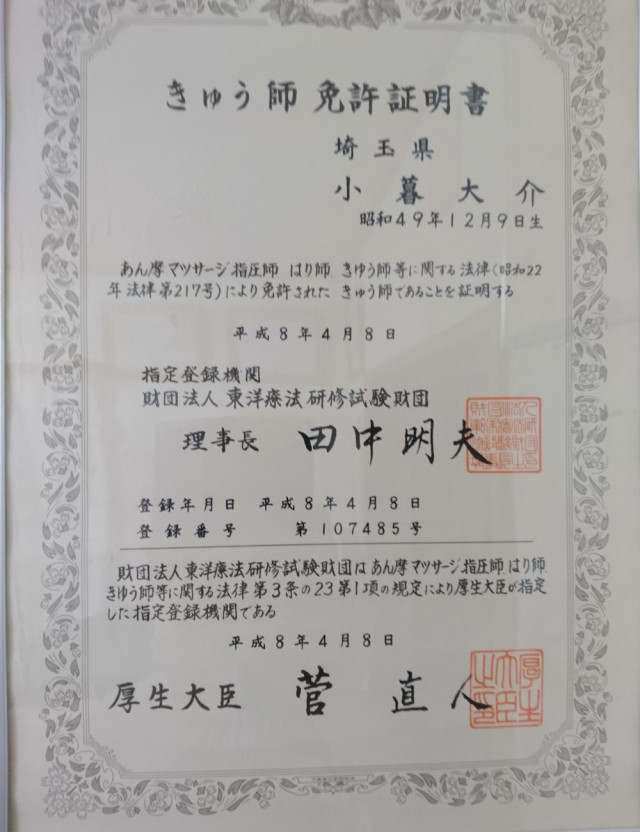 きゅう師免許証明書
埼玉県
小暮大介
昭和49年12月9日生
あん摩マツサージ指圧師 はり師 きゆう師等に関する法律(昭和22
年法律第217号)により免許された きゅう師であることを証明する
平成8年4月8日
指定登録機関
財団法人 東洋療法研修試験財団
理事長 田中明夫
登録年月日 平成8年4月8日
登録番号 第107485号
財団法人東洋療法研修試験財団はあん摩マツサージ指圧師 はり師
きゆう師等に関する法律第3条の23第1項の規定により厚生大臣が指定
した指定登録機関である
平成8年4月8日
厚生大臣 菅直人
厚生大臣之印